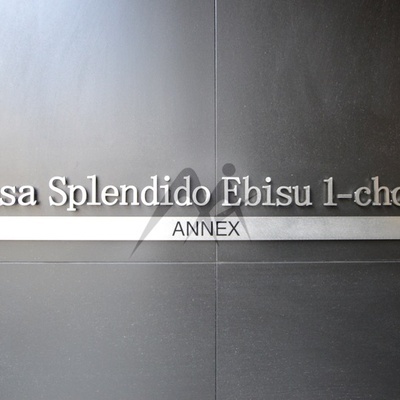 sa Splendido Ebisu 1-cho
ANNEX